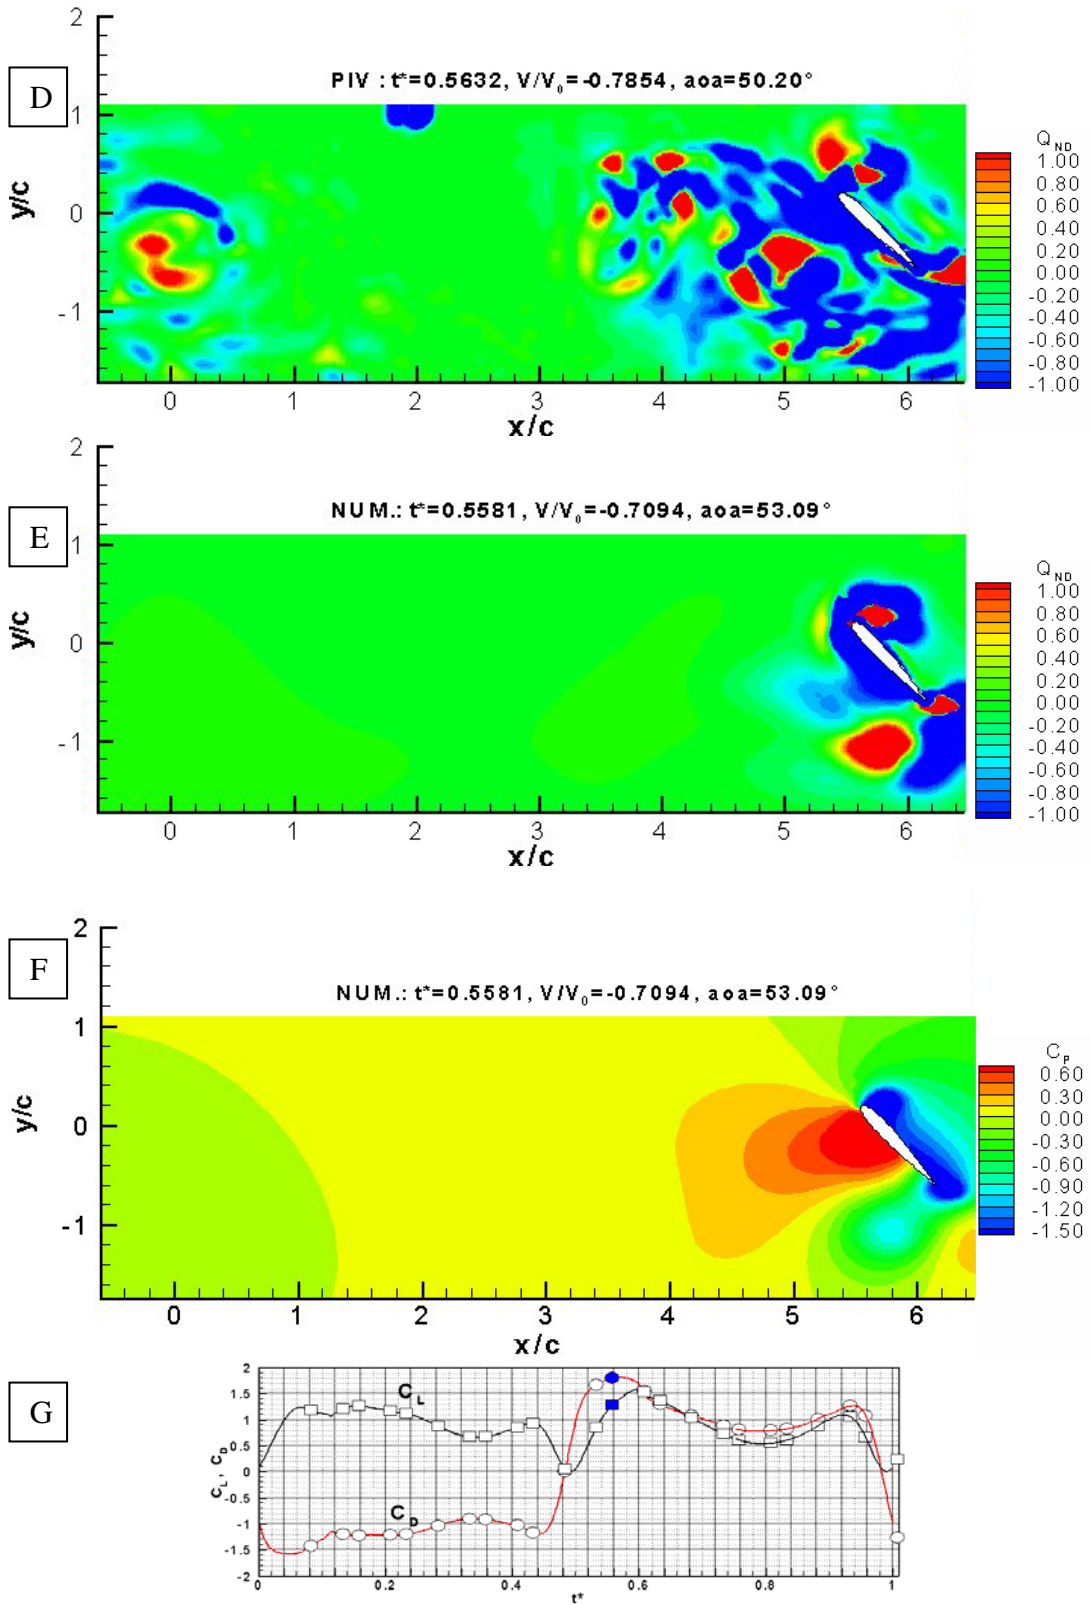 D
PIV : t*=0.5632, V/V₀=-0.7854, aoa=50.20°
2
1
0
-1
y/c
0 1 2 3 4 5 6
x/c
Q ND
1.00
0.80
0.60
0.40
0.20
0.00
-0.20
-0.40
-0.60
-0.80
-1.00
E
NUM.: t*=0.5581, V/V₀=-0.7094, aoa=53.09°
2
1
0
-1
y/c
0 1 2 3 4 5 6
x/c
Q ND
1.00
0.80
0.60
0.40
0.20
0.00
-0.20
-0.40
-0.60
-0.80
-1.00
F
NUM.: t*=0.5581, V/V₀=-0.7094, aoa=53.09°
2
1
0
-1
y/c
0 1 2 3 4 5 6
x/c
C P
0.60
0.30
0.00
-0.30
-0.60
-0.90
-1.20
-1.50
G
2
1.5
1
0.5
0
-0.5
-1
-1.5
-2
C L , C D
C L
C D
0 0.2 0.4 0.6 0.8 1
t*